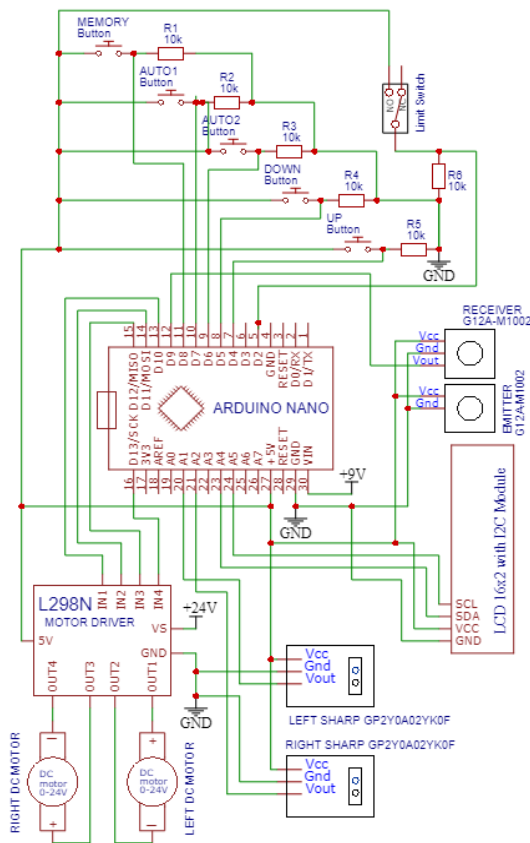 MEMORY
Button
R1
10k
AUTO1
Button
R2
10k
AUTO2
Button
R3
10k
DOWN
Button
R4
10k
UP
Button
R5
10k
NO
NC
Limit Switch
R6
10k
GND
RECEIVER
G12A-M1002
Vcc
Gnd
Vout
Vcc
Gnd
EMITTER
G12A-M1002
15
14
13
12
11
10
9
8
7
6
5
4
3
2
1
D12/MISO
D11/MOSI
D10
D9
D8
D7
D6
D5
D4
D3
D2
GND
RESET
D0/RX
D1/TX
ARDUINO NANO
D13/SCK
3V3
AREF
A0
A1
A2
A3
A4
A5
A6
A7
+5V
RESET
GND
VIN
16
17
18
19
20
21
22
23
24
25
26
27
28
29
30
+9V
GND
LCD 16x2 with I2C Module
SCL
SDA
VCC
GND
IN1
IN2
IN3
IN4
L298N
MOTOR DRIVER
VS
+24V
5V
GND
OUT4
OUT3
OUT2
OUT1
GND
Vcc
Gnd
Vout
LEFT SHARP GP2Y0A02YK0F
RIGHT SHARP GP2Y0A02YK0F
Vcc
Gnd
Vout
RIGHT DC MOTOR
DC
motor
0-24V
DC
motor
0-24V
LEFT DC MOTOR